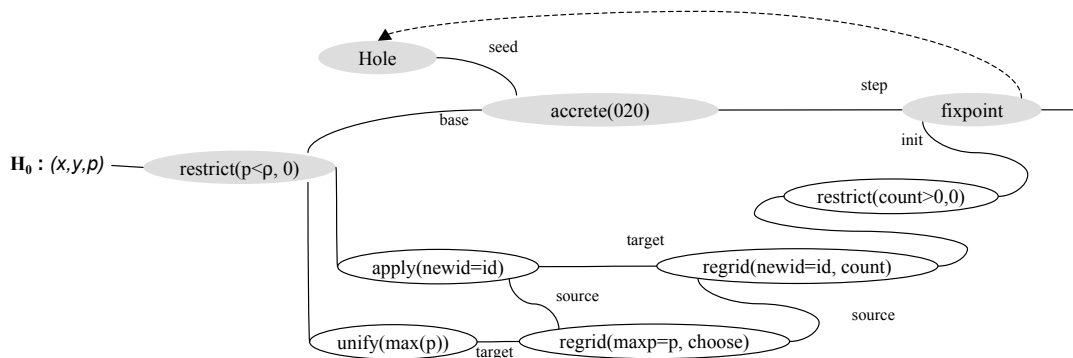 seed
Hole
step
accrete(020)
fixpoint
base
init
H₀ : (x,y,p)
restrict(p<ρ, 0)
restrict(count>0,0)
target
apply(newid=id)
regrid(newid=id, count)
source
source
unify(max(p))
target
regrid(maxp=p, choose)